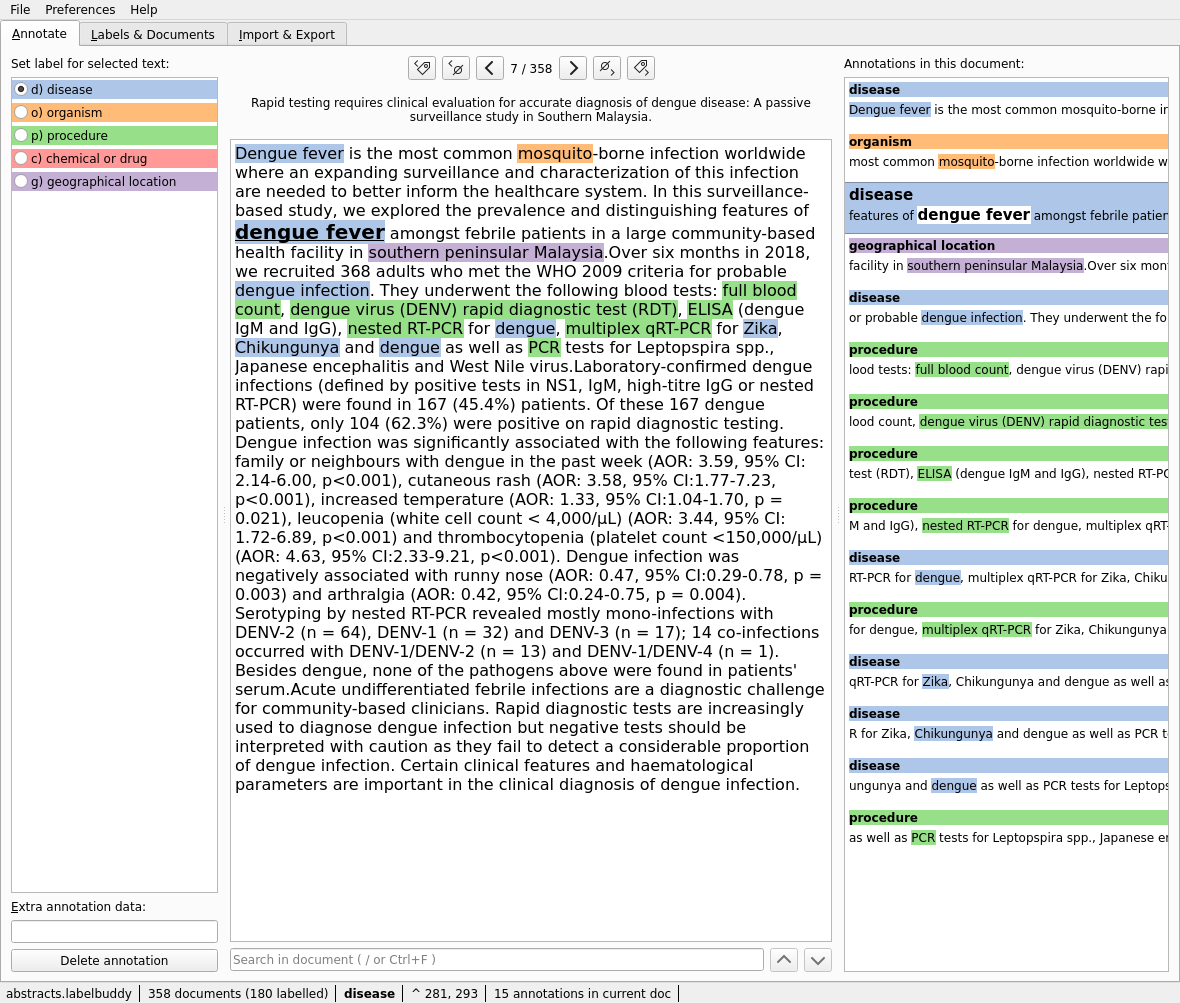 File Preferences Help
Annotate Labels & Documents Import & Export
Set label for selected text:
d) disease
o) organism
p) procedure
c) chemical or drug
g) geographical location
Extra annotation data:
Delete annotation
7 / 358
Rapid testing requires clinical evaluation for accurate diagnosis of dengue disease: A passive
surveillance study in Southern Malaysia.
Dengue fever is the most common mosquito-borne infection worldwide
where an expanding surveillance and characterization of this infection
are needed to better inform the healthcare system. In this surveillance-
based study, we explored the prevalence and distinguishing features of
dengue fever amongst febrile patients in a large community-based
health facility in southern peninsular Malaysia.Over six months in 2018,
we recruited 368 adults who met the WHO 2009 criteria for probable
dengue infection. They underwent the following blood tests: full blood
count, dengue virus (DENV) rapid diagnostic test (RDT), ELISA (dengue
IgM and IgG), nested RT-PCR for dengue, multiplex qRT-PCR for Zika,
Chikungunya and dengue as well as PCR tests for Leptospira spp.,
Japanese encephalitis and West Nile virus.Laboratory-confirmed dengue
infections (defined by positive tests in NS1, IgM, high-titre IgG or nested
RT-PCR) were found in 167 (45.4%) patients. Of these 167 dengue
patients, only 104 (62.3%) were positive on rapid diagnostic testing.
Dengue infection was significantly associated with the following features:
family or neighbours with dengue in the past week (AOR: 3.59, 95% CI:
2.14-6.00, p<0.001), cutaneous rash (AOR: 3.58, 95% CI:1.77-7.23,
p<0.001), increased temperature (AOR: 1.33, 95% CI:1.04-1.70, p =
0.021), leucopenia (white cell count < 4,000/μL) (AOR: 3.44, 95% CI:
1.72-6.89, p<0.001) and thrombocytopenia (platelet count <150,000/μL)
(AOR: 4.63, 95% CI:2.33-9.21, p<0.001). Dengue infection was
negatively associated with runny nose (AOR: 0.47, 95% CI:0.29-0.78, p =
0.003) and arthralgia (AOR: 0.42, 95% CI:0.24-0.75, p = 0.004).
Serotyping by nested RT-PCR revealed mostly mono-infections with
DENV-2 (n = 64), DENV-1 (n = 32) and DENV-3 (n = 17); 14 co-infections
occurred with DENV-1/DENV-2 (n = 13) and DENV-1/DENV-4 (n = 1).
Besides dengue, none of the pathogens above were found in patients'
serum.Acute undifferentiated febrile infections are a diagnostic challenge
for community-based clinicians. Rapid diagnostic tests are increasingly
used to diagnose dengue infection but negative tests should be
interpreted with caution as they fail to detect a considerable proportion
of dengue infection. Certain clinical features and haematological
parameters are important in the clinical diagnosis of dengue infection.
Search in document ( / or Ctrl+F )
Annotations in this document:
disease
Dengue fever is the most common mosquito-borne in
organism
most common mosquito-borne infection worldwide w
disease
features of dengue fever amongst febrile patien
geographical location
facility in southern peninsular Malaysia.Over six mon
disease
or probable dengue infection. They underwent the fo
procedure
lood tests: full blood count, dengue virus (DENV) rapi
procedure
lood count, dengue virus (DENV) rapid diagnostic tes
procedure
test (RDT), ELISA (dengue IgM and IgG), nested RT-PC
procedure
M and IgG), nested RT-PCR for dengue, multiplex qRT-
disease
RT-PCR for dengue, multiplex qRT-PCR for Zika, Chiku
procedure
for dengue, multiplex qRT-PCR for Zika, Chikungunya
disease
qRT-PCR for Zika, Chikungunya and dengue as well as
disease
R for Zika, Chikungunya and dengue as well as PCR t
disease
ungunya and dengue as well as PCR tests for Leptosp
procedure
as well as PCR tests for Leptospira spp., Japanese en
abstracts.labelbuddy 358 documents (180 labelled) disease ^ 281, 293 15 annotations in current doc